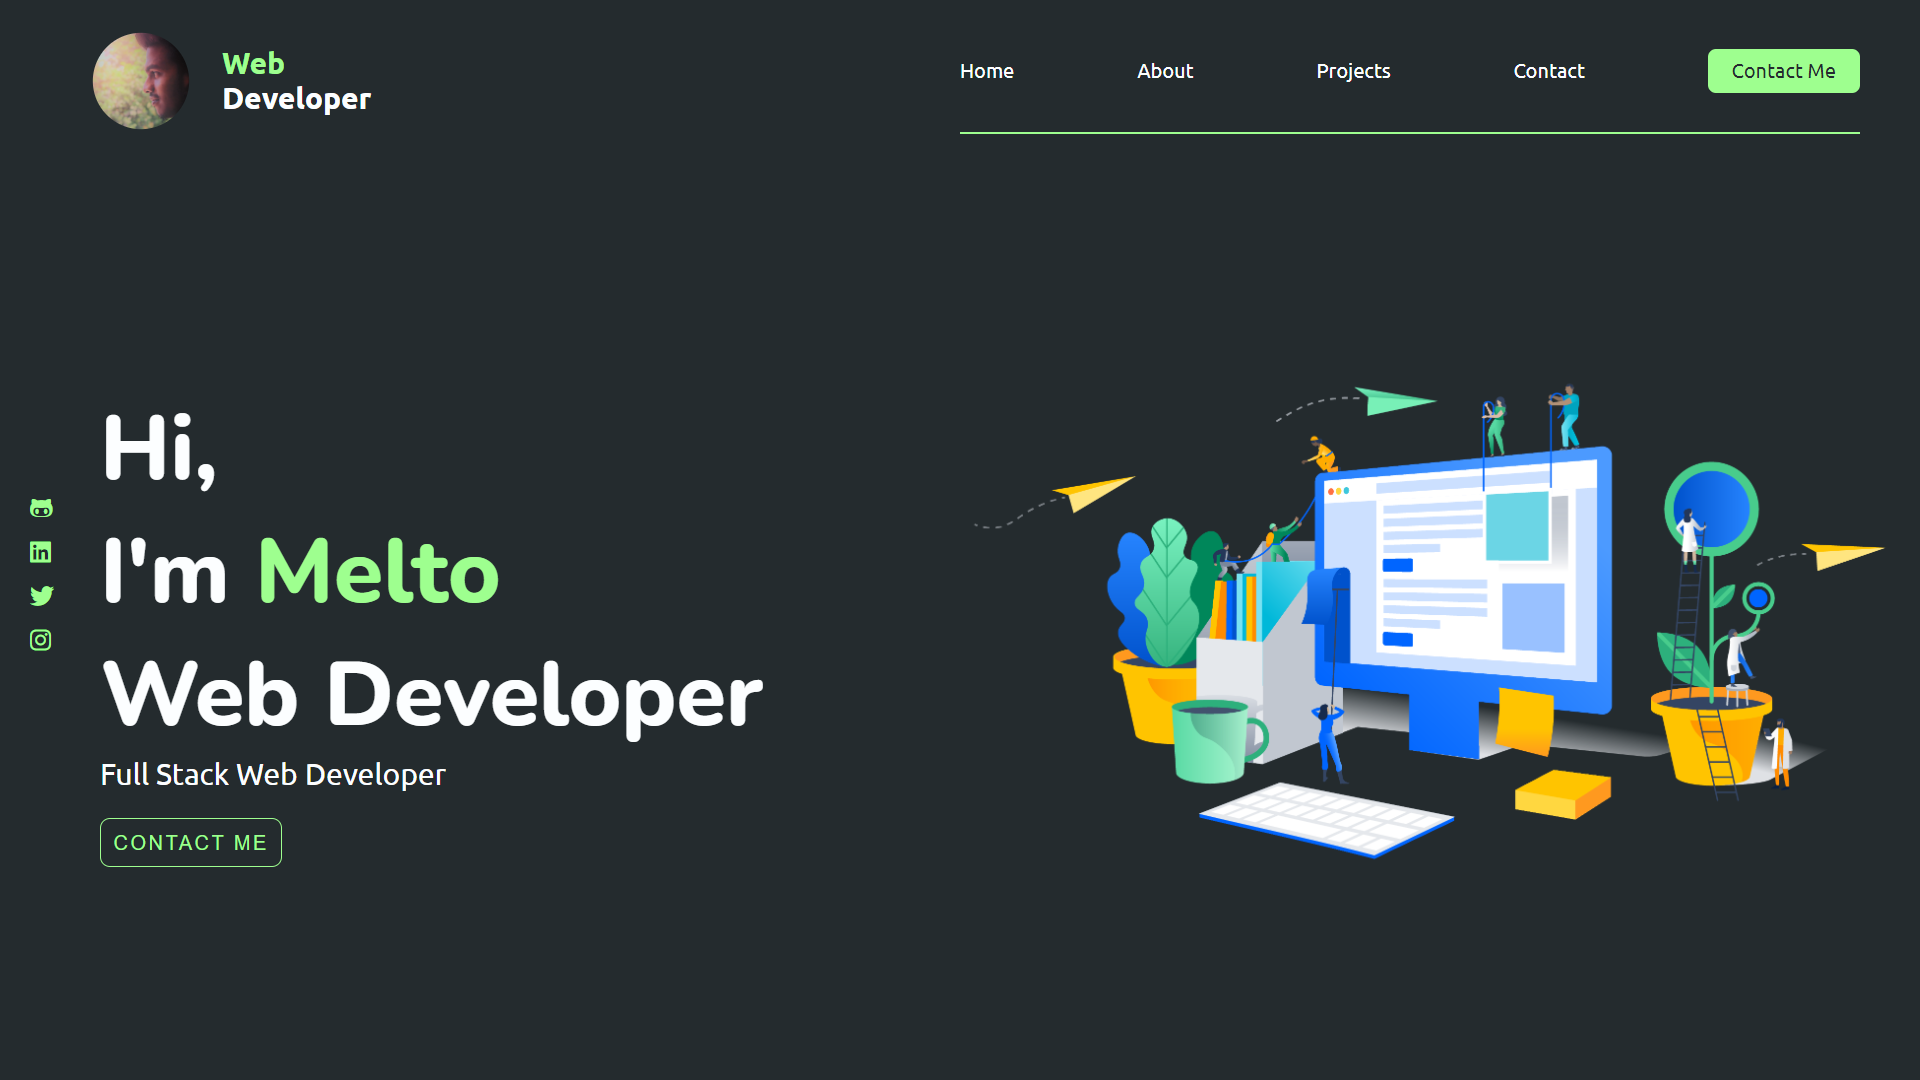 Web
Developer
Home About Projects Contact Contact Me
Hi,
I'm Melto
Web Developer
Full Stack Web Developer
CONTACT ME